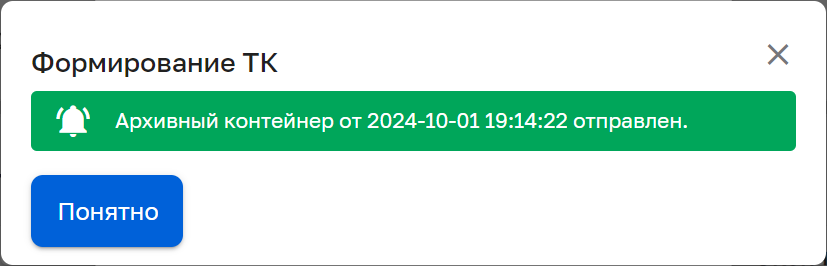 Формирование ТК
Архивный контейнер от 2024-10-01 19:14:22 отправлен.
Понятно